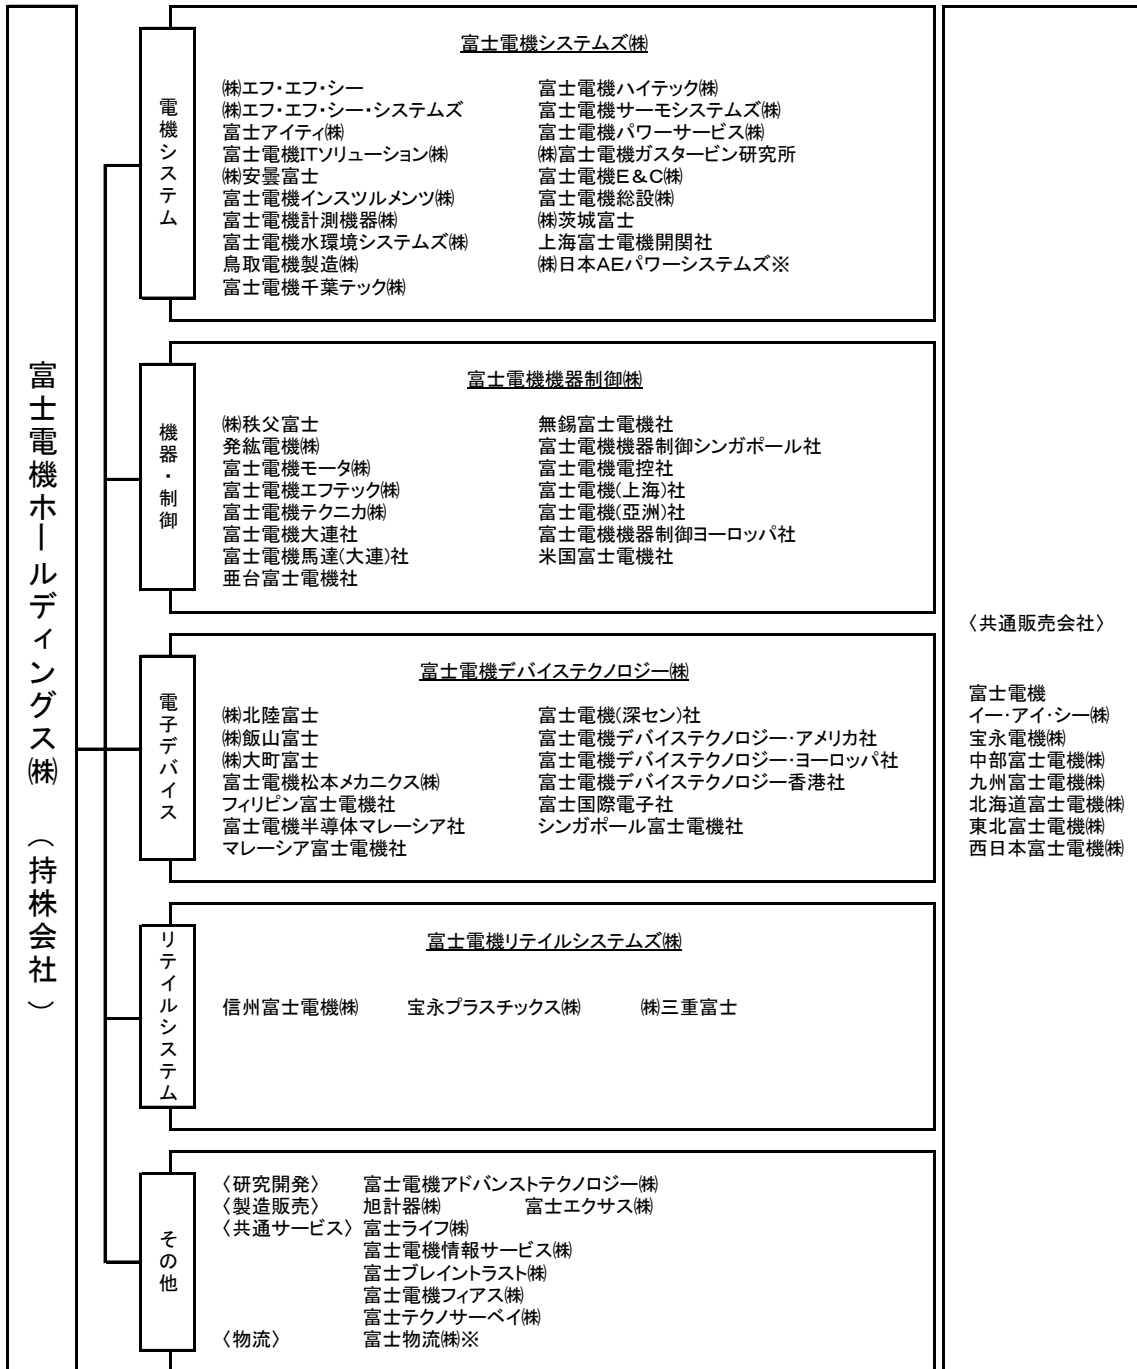 富士電機ホールディングス㈱ （持株会社）
電機システム
富士電機システムズ㈱
㈱エフ・エフ・シー
㈱エフ・エフ・シー・システムズ
富士アイティ㈱
富士電機ITソリューション㈱
㈱安曇富士
富士電機インスツルメンツ㈱
富士電機計測機器㈱
富士電機水環境システムズ㈱
鳥取電機製造㈱
富士電機千葉テック㈱
富士電機ハイテック㈱
富士電機サーモシステムズ㈱
富士電機パワーサービス㈱
㈱富士電機ガスタービン研究所
富士電機E＆C㈱
富士電機総設㈱
㈱茨城富士
上海富士電機開関社
㈱日本AEパワーシステムズ※
機器・制御
富士電機機器制御㈱
㈱秩父富士
発紘電機㈱
富士電機モータ㈱
富士電機エフテック㈱
富士電機テクニカ㈱
富士電機大連社
富士電機馬達(大連)社
亜台富士電機社
無錫富士電機社
富士電機機器制御シンガポール社
富士電機電控社
富士電機(上海)社
富士電機(亞洲)社
富士電機機器制御ヨーロッパ社
米国富士電機社
電子デバイス
富士電機デバイステクノロジー㈱
㈱北陸富士
㈱飯山富士
㈱大町富士
富士電機松本メカニクス㈱
フィリピン富士電機社
富士電機半導体マレーシア社
マレーシア富士電機社
富士電機(深セン)社
富士電機デバイステクノロジー・アメリカ社
富士電機デバイステクノロジー・ヨーロッパ社
富士電機デバイステクノロジー香港社
富士国際電子社
シンガポール富士電機社
リテイルシステム
富士電機リテイルシステムズ㈱
信州富士電機㈱　宝永プラスチックス㈱　㈱三重富士
その他
〈研究開発〉 富士電機アドバンストテクノロジー㈱
〈製造販売〉 旭計器㈱　富士エクサス㈱
〈共通サービス〉 富士ライフ㈱
富士電機情報サービス㈱
富士ブレイントラスト㈱
富士電機フィアス㈱
富士テクノサーベイ㈱
〈物流〉 富士物流㈱※
〈共通販売会社〉
富士電機
イー・アイ・シー㈱
宝永電機㈱
中部富士電機㈱
九州富士電機㈱
北海道富士電機㈱
東北富士電機㈱
西日本富士電機㈱